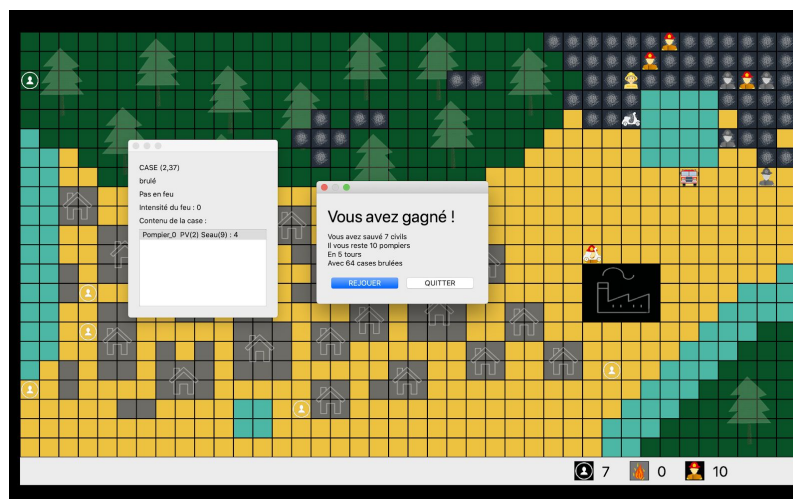 CASE (2,37)
brulé
Pas en feu
Intensité du feu : 0
Contenu de la case :
Pompier_0 PV(2) Seau(9) : 4
Vous avez gagné !
Vous avez sauvé 7 civils
Il vous reste 10 pompiers
En 5 tours
Avec 64 cases brulées
REJOUER
QUITTER
7
0
10